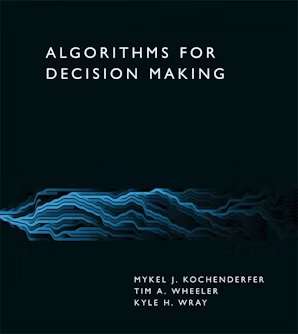 ALGORITHMS FOR
DECISION MAKING
MYKEL J. KOCHENDERFER
TIM A. WHEELER
KYLE H. WRAY